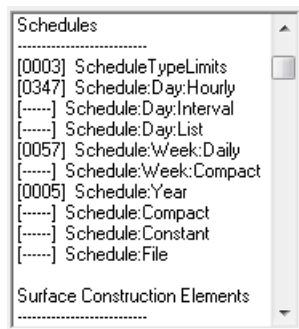 Schedules
-------------------------
[0003]  ScheduleTypeLimits
[0347]  Schedule:Day:Hourly
[------]  Schedule:Day:Interval
[------]  Schedule:Day:List
[0057]  Schedule:Week:Daily
[------]  Schedule:Week:Compact
[0005]  Schedule:Year
[------]  Schedule:Compact
[------]  Schedule:Constant
[------]  Schedule:File
Surface Construction Elements
-------------------------